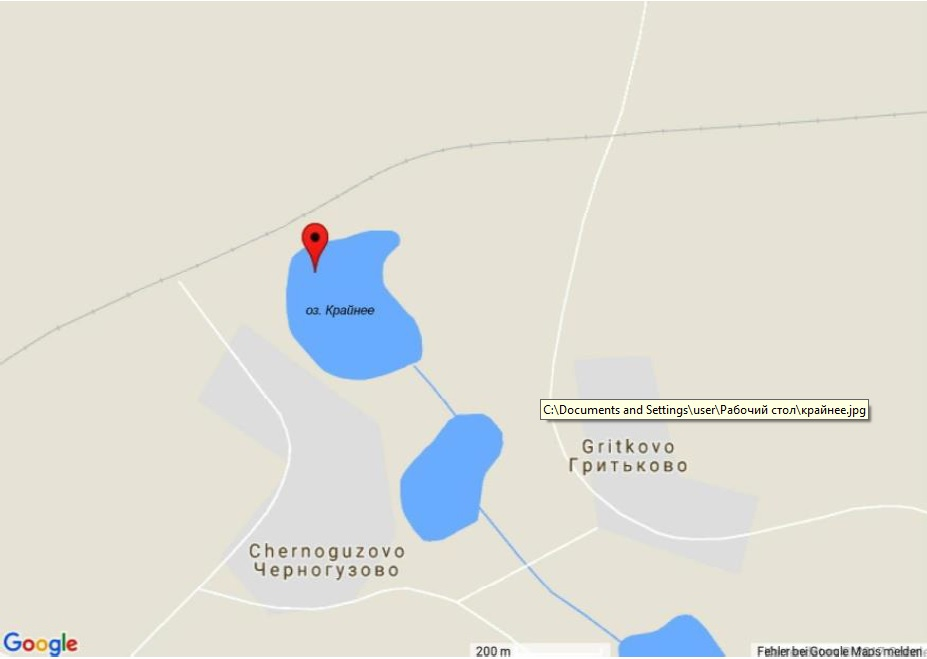 оз. Крайнее
C:\Documents and Settings\user\Рабочий стол\крайнее.jpg
Gritkovo
Гритьково
Chernoguzovo
Черногузово
Google
200 m
Fehler bei Google Maps melden